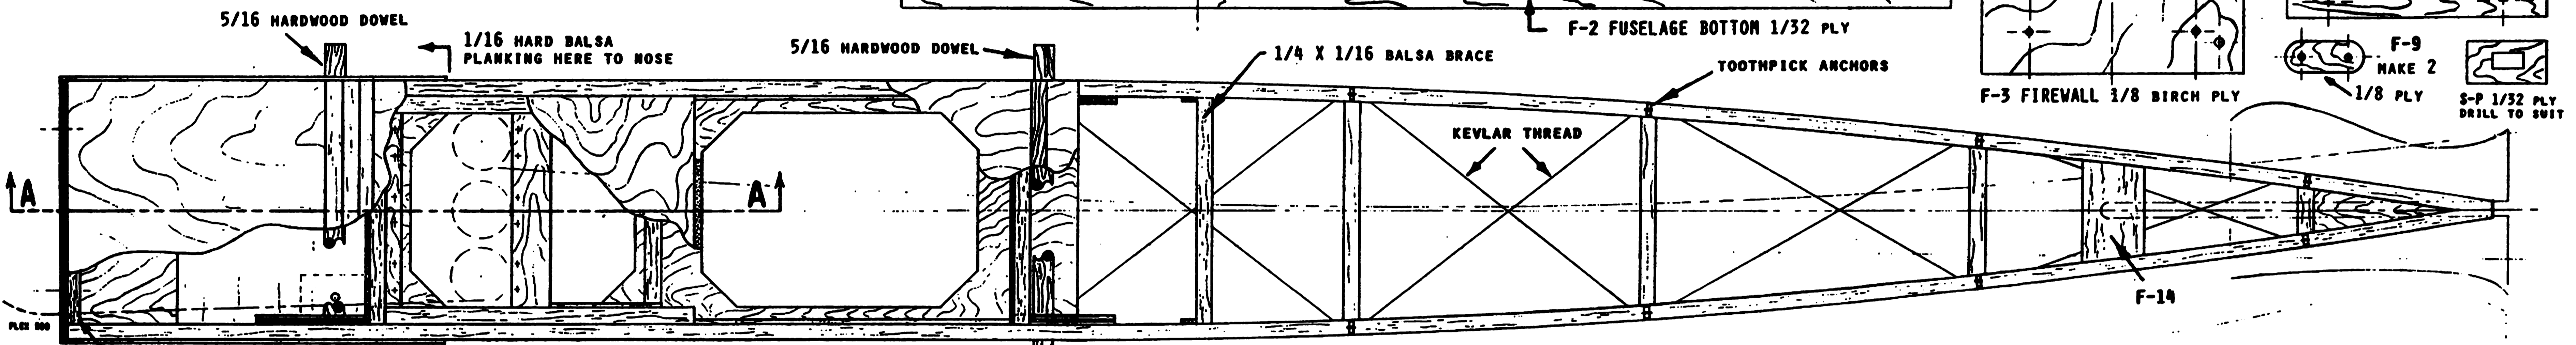 5/16 HARDWOOD DOWEL
1/16 HARD BALSA
PLANKING HERE TO NOSE
5/16 HARDWOOD DOWEL
F-2 FUSELAGE BOTTOM 1/32 PLY
1/4 X 1/16 BALSA BRACE
TOOTHPICK ANCHORS
KEVLAR THREAD
F-3 FIREWALL 1/8 BIRCH PLY
F-9
MAKE 2
1/8 PLY
S-P 1/32 PLY
DRILL TO SUIT
A
A
F-14